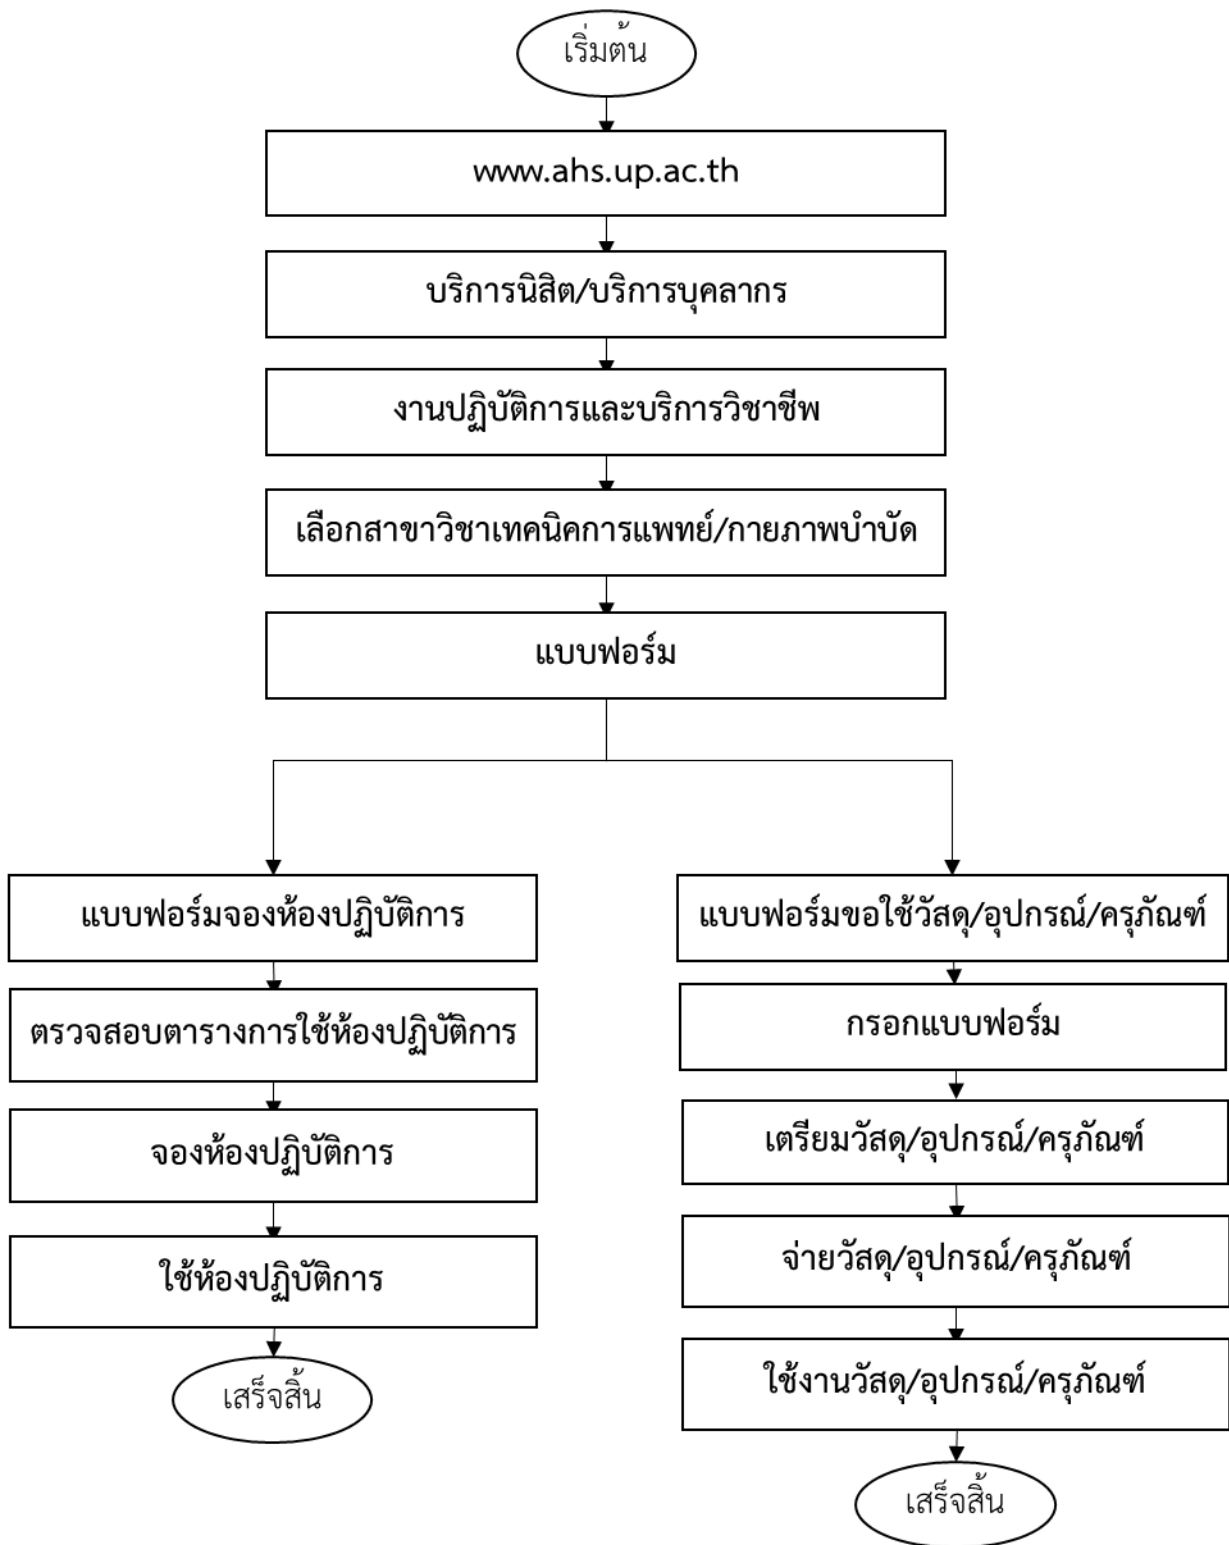 เริ่มต้น
www.ahs.up.ac.th
บริการนิสิต/บริการบุคลากร
งานปฏิบัติการและบริการวิชาชีพ
เลือกสาขาวิชาเทคนิคการแพทย์/กายภาพบำบัด
แบบฟอร์ม
แบบฟอร์มจองห้องปฏิบัติการ
ตรวจสอบตารางการใช้ห้องปฏิบัติการ
จองห้องปฏิบัติการ
ใช้ห้องปฏิบัติการ
เสร็จสิ้น
แบบฟอร์มขอใช้วัสดุ/อุปกรณ์/ครุภัณฑ์
กรอกแบบฟอร์ม
เตรียมวัสดุ/อุปกรณ์/ครุภัณฑ์
จ่ายวัสดุ/อุปกรณ์/ครุภัณฑ์
ใช้งานวัสดุ/อุปกรณ์/ครุภัณฑ์
เสร็จสิ้น